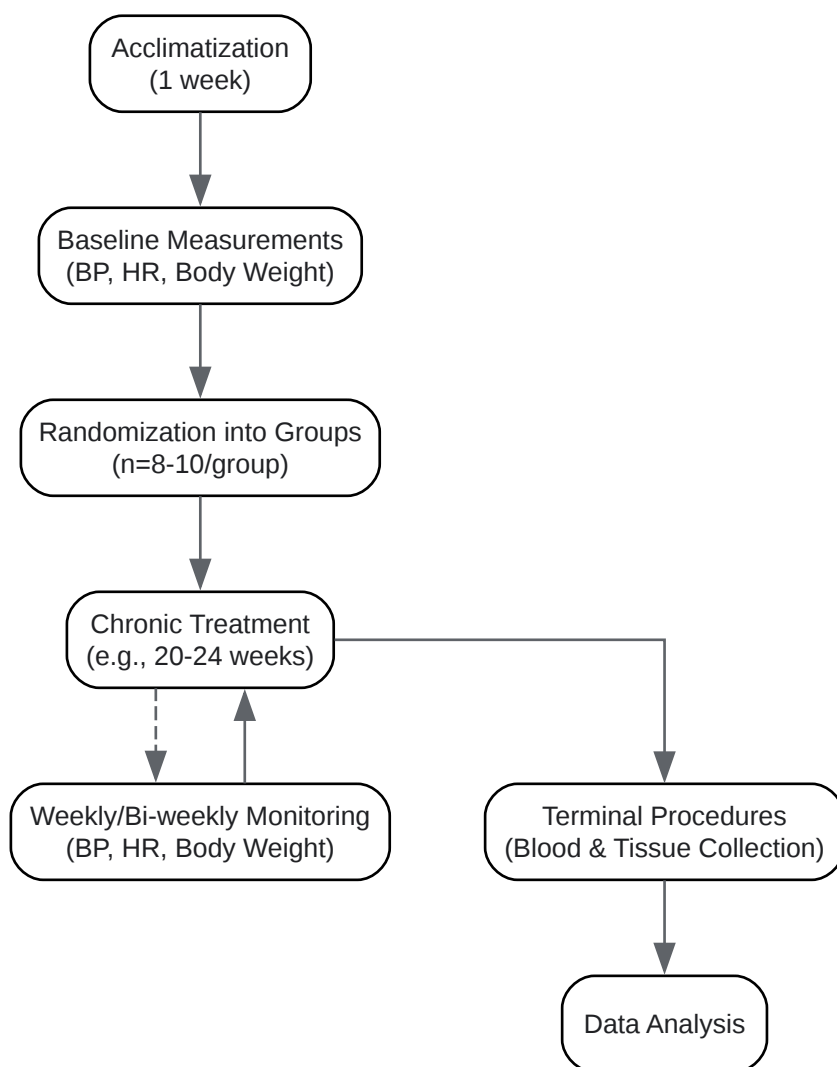 Acclimatization
(1 week)
Baseline Measurements
(BP, HR, Body Weight)
Randomization into Groups
(n=8-10/group)
Chronic Treatment
(e.g., 20-24 weeks)
Weekly/Bi-weekly Monitoring
(BP, HR, Body Weight)
Terminal Procedures
(Blood & Tissue Collection)
Data Analysis